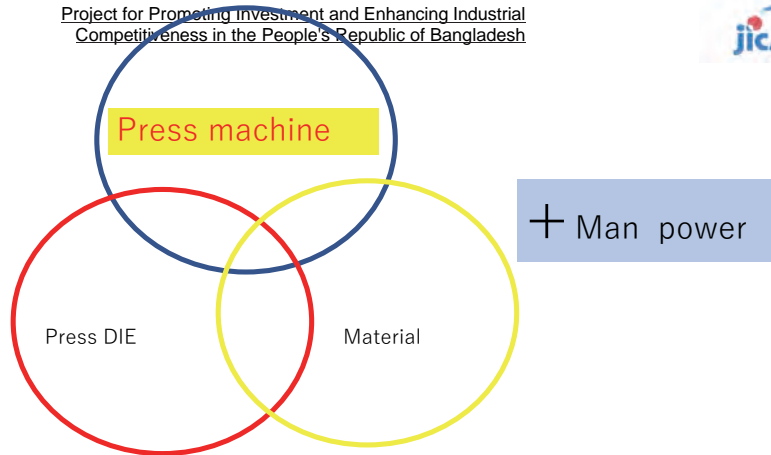 Project for Promoting Investment and Enhancing Industrial
Competitiveness in the People's Republic of Bangladesh
Press machine
+ Man power
Press DIE
Material